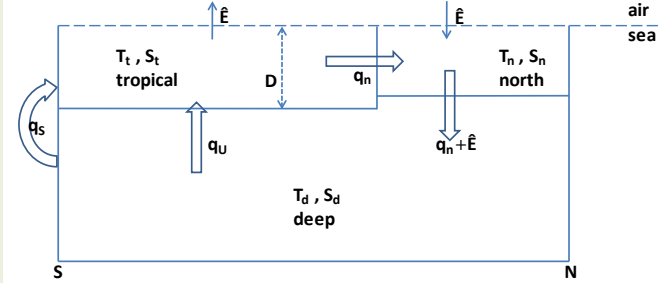 Ê
Ê
air
sea
Tt , St
tropical
D
qn
Tn , Sn
north
qS
qU
qn+Ê
Td , Sd
deep
S
N